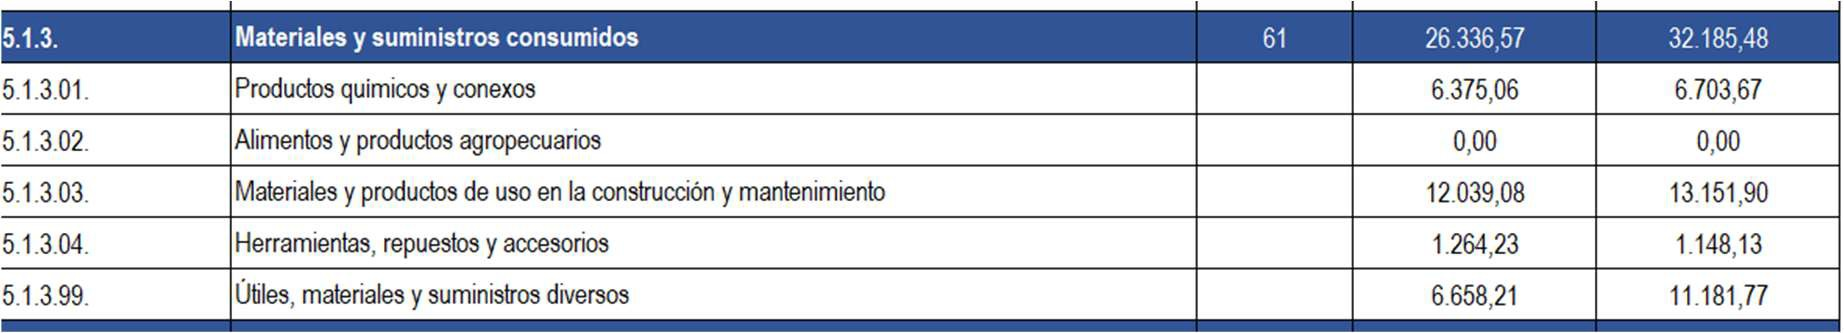 5.1.3. Materiales y suministros consumidos 61 26.336,57 32.185,48
5.1.3.01. Productos químicos y conexos 6.375,06 6.703,67
5.1.3.02. Alimentos y productos agropecuarios 0,00 0,00
5.1.3.03. Materiales y productos de uso en la construcción y mantenimiento 12.039,08 13.151,90
5.1.3.04. Herramientas, repuestos y accesorios 1.264,23 1.148,13
5.1.3.99. Útiles, materiales y suministros diversos 6.658,21 11.181,77